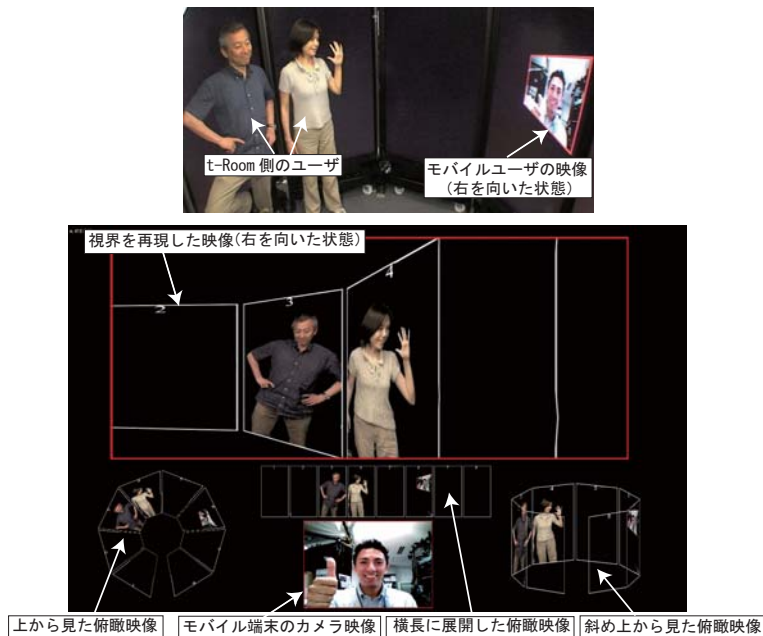 t-Room 側のユーザ
モバイルユーザの映像
(右を向いた状態)
視界を再現した映像(右を向いた状態)
2
3
4
上から見た俯瞰映像
モバイル端末のカメラ映像
横長に展開した俯瞰映像
斜め上から見た俯瞰映像